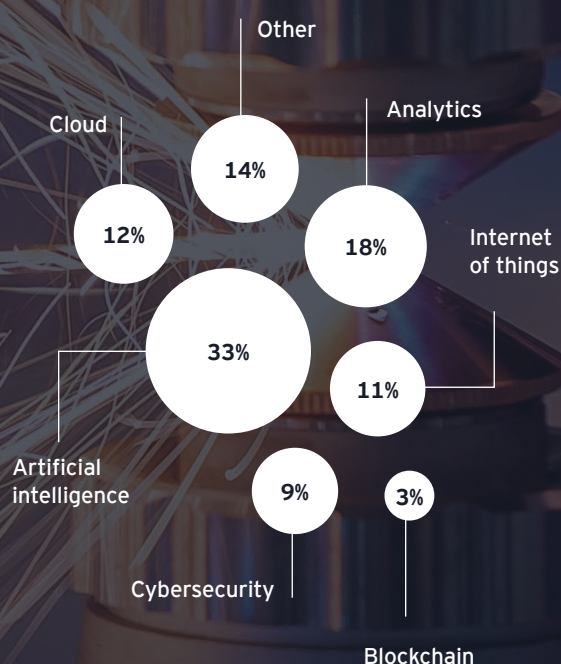 Other
Analytics
Cloud
14%
12%
18%
Internet
of things
33%
11%
Artificial
intelligence
9%
3%
Cybersecurity
Blockchain